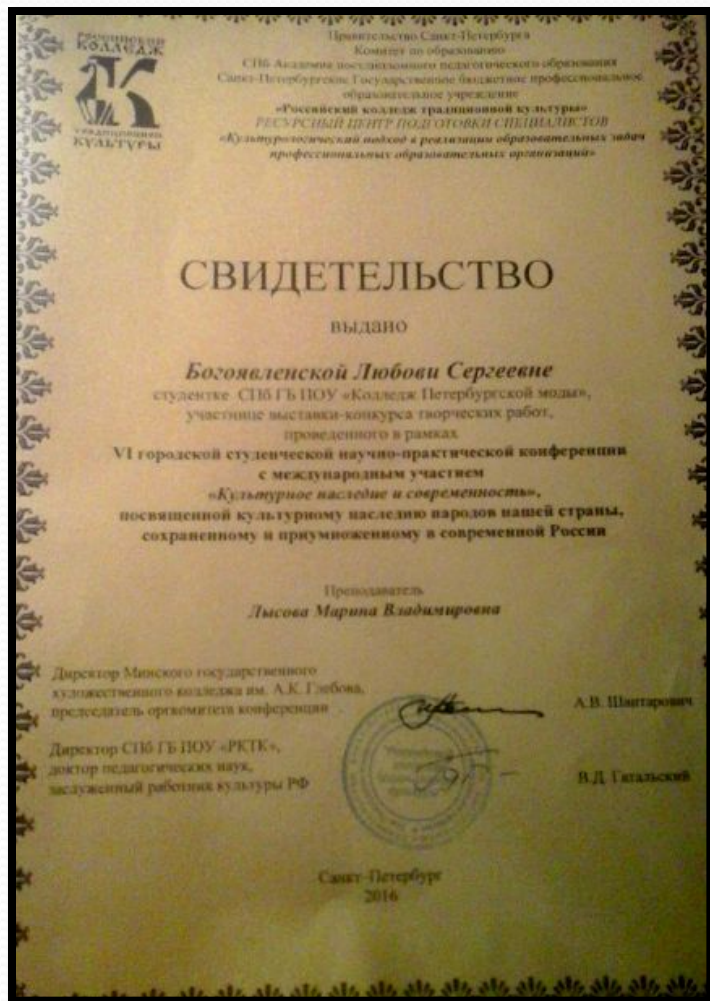 РОССИЙСКИЙ
КОЛЛЕДЖ
К
ТРАДИЦИОННОЙ
КУЛЬТУРЫ
Правительство Санкт-Петербурга
Комитет по образованию
СПб Академия постдипломного педагогического образования
Санкт-Петербургское Государственное бюджетное профессиональное
образовательное учреждение
«Российский колледж традиционной культуры»
РЕСУРСНЫЙ ЦЕНТР ПОДГОТОВКИ СПЕЦИАЛИСТОВ
«Культурологический подход в реализации образовательных задач
профессиональных образовательных организаций»
СВИДЕТЕЛЬСТВО
выдано
Богоявленской Любови Сергеевне
студентке СПб ГБ ПОУ «Колледж Петербургской моды»,
участнице выставки-конкурса творческих работ,
проведенного в рамках
VI городской студенческой научно-практической конференции
с международным участием
«Культурное наследие и современность»,
посвященной культурному наследию народов нашей страны,
сохраненному и приумноженному в современной России
Преподаватель
Лысова Марина Владимировна
Директор Минского государственного
художественного колледжа им. А.К. Глебова,
председатель оргкомитета конференции
А.В. Шантарович
Директор СПб ГБ ПОУ «РКТК»,
доктор педагогических наук,
заслуженный работник культуры РФ
В.Д. Гатальский
Санкт-Петербург
2016